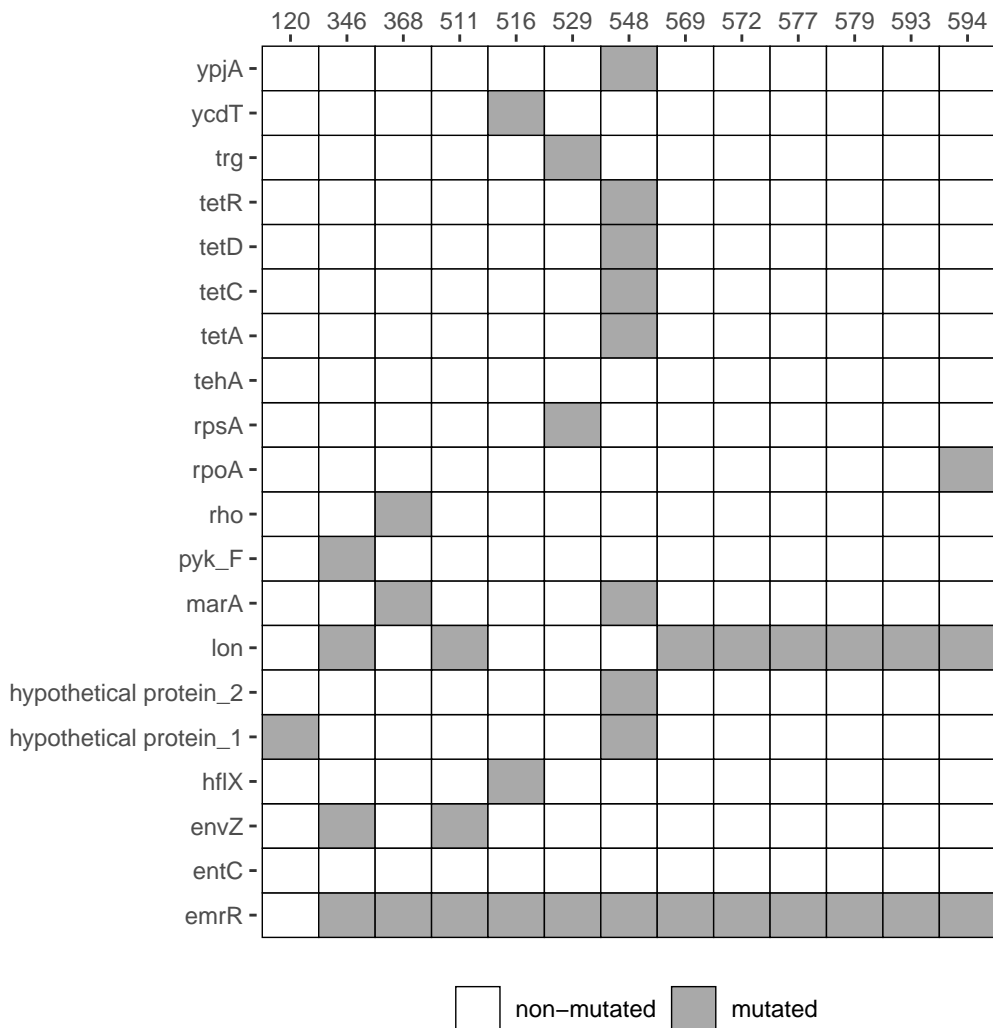 120 346 368 511 516 529 548 569 572 577 579 593 594
ypjA
ycdT
trg
tetR
tetD
tetC
tetA
tehA
rpsA
rpoA
rho
pyk_F
marA
lon
hypothetical protein_2
hypothetical protein_1
hflX
envZ
entC
emrR
non−mutated mutated